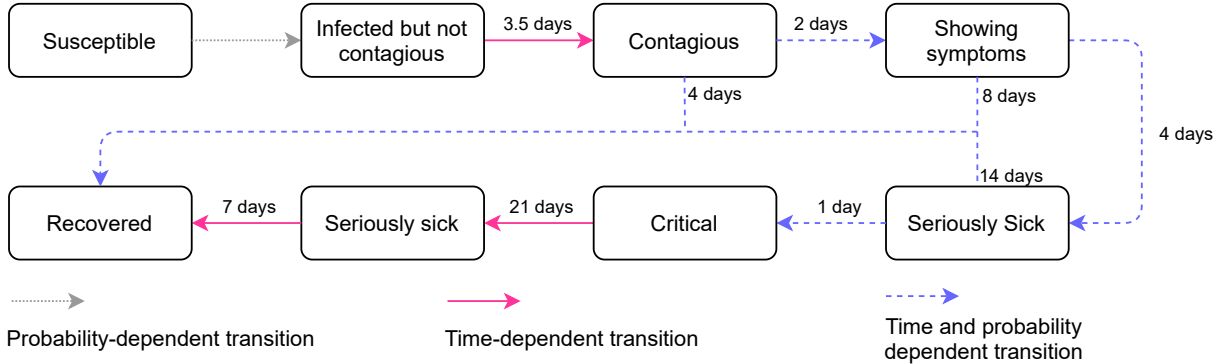 Susceptible
Infected but not
contagious
3.5 days
Contagious
2 days
Showing
symptoms
4 days
8 days
4 days
14 days
Recovered
7 days
Seriously sick
21 days
Critical
1 day
Seriously Sick
Probability-dependent transition
Time-dependent transition
Time and probability
dependent transition